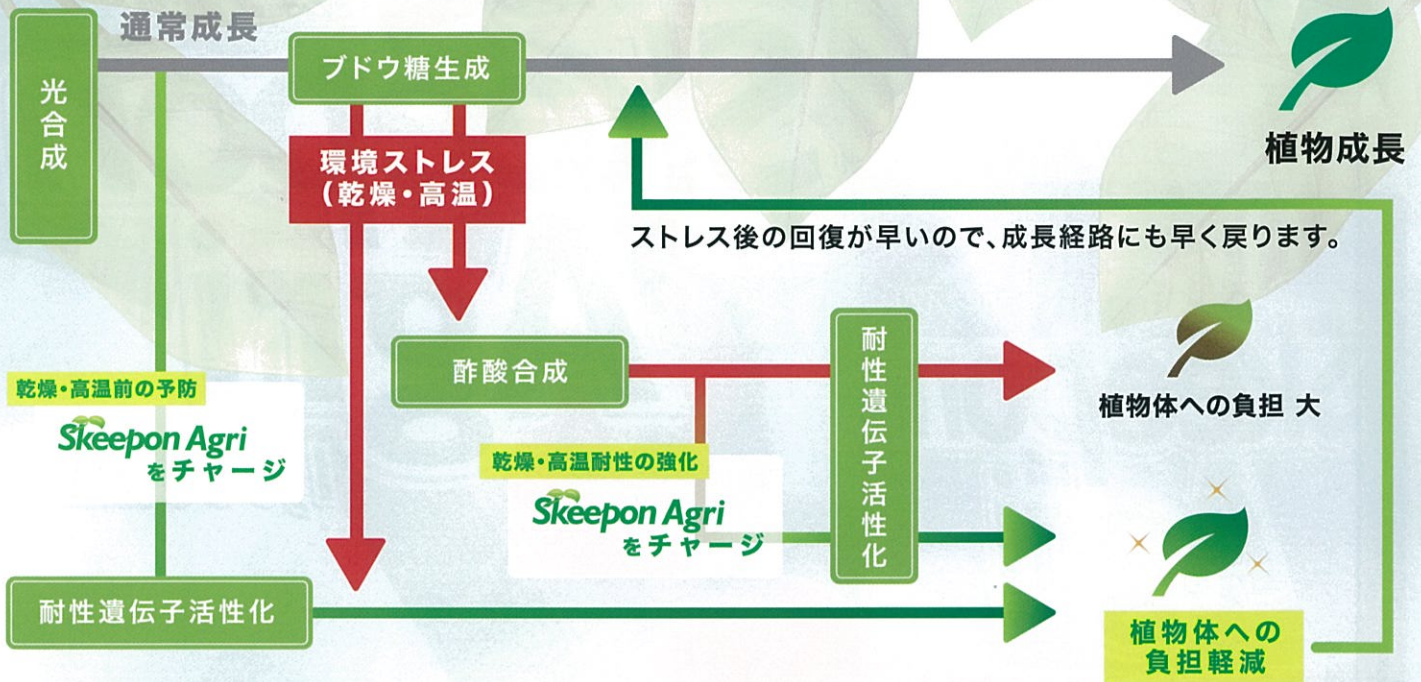 通常成長
光合成
ブドウ糖生成
環境ストレス
(乾燥・高温)
植物成長
ストレス後の回復が早いので、成長経路にも早く戻ります。
酢酸合成
耐性遺伝子活性化
植物体への負担 大
乾燥・高温前の予防
Skeepon Agri
をチャージ
乾燥・高温耐性の強化
Skeepon Agri
をチャージ
耐性遺伝子活性化
植物体への
負担軽減